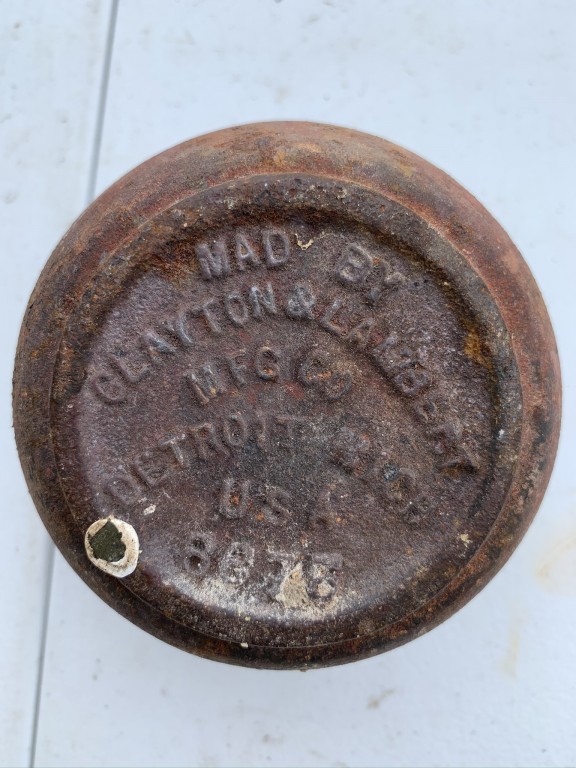 MAD BY
CLAYTON & LAMBERT
MFG CO
DETROIT MICH
USA